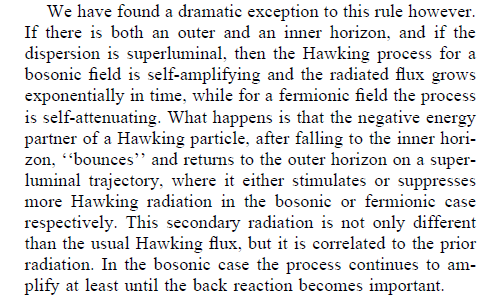 We have found a dramatic exception to this rule however.
If there is both an outer and an inner horizon, and if the
dispersion is superluminal, then the Hawking process for a
bosonic field is self-amplifying and the radiated flux grows
exponentially in time, while for a fermionic field the process
is self-attenuating. What happens is that the negative energy
partner of a Hawking particle, after falling to the inner hori-
zon, ‘‘bounces’’ and returns to the outer horizon on a super-
luminal trajectory, where it either stimulates or suppresses
more Hawking radiation in the bosonic or fermionic case
respectively. This secondary radiation is not only different
than the usual Hawking flux, but it is correlated to the prior
radiation. In the bosonic case the process continues to am-
plify at least until the back reaction becomes important.